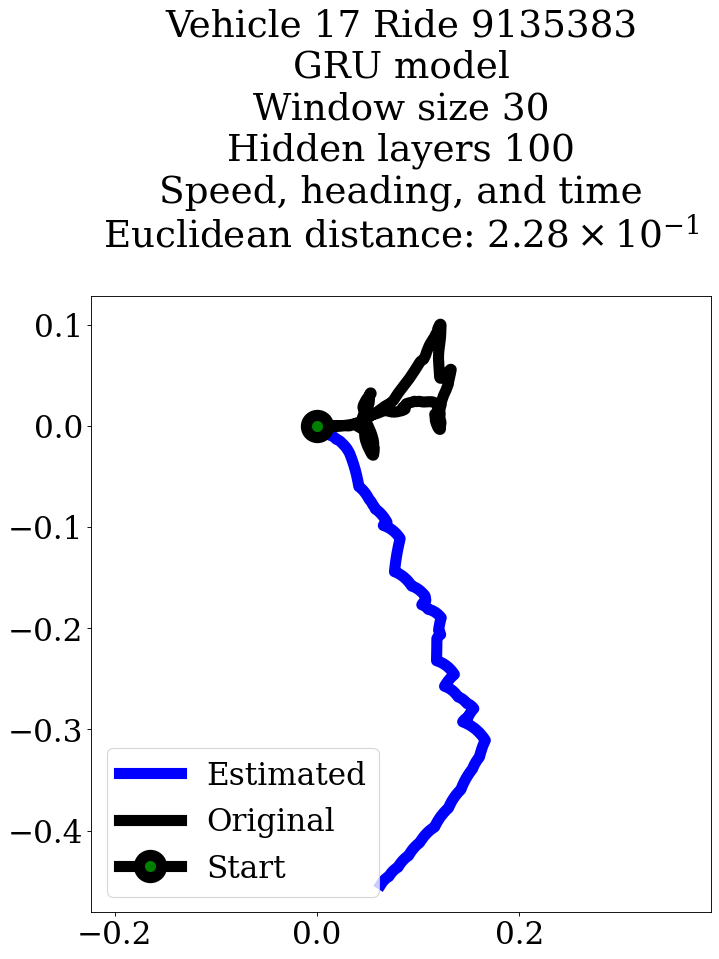 Vehicle 17 Ride 9135383
GRU model
Window size 30
Hidden layers 100
Speed, heading, and time
Euclidean distance: 2.28 × 10⁻¹
0.1
0.0
−0.1
−0.2
−0.3
−0.4
Estimated
Original
Start
−0.2 0.0 0.2